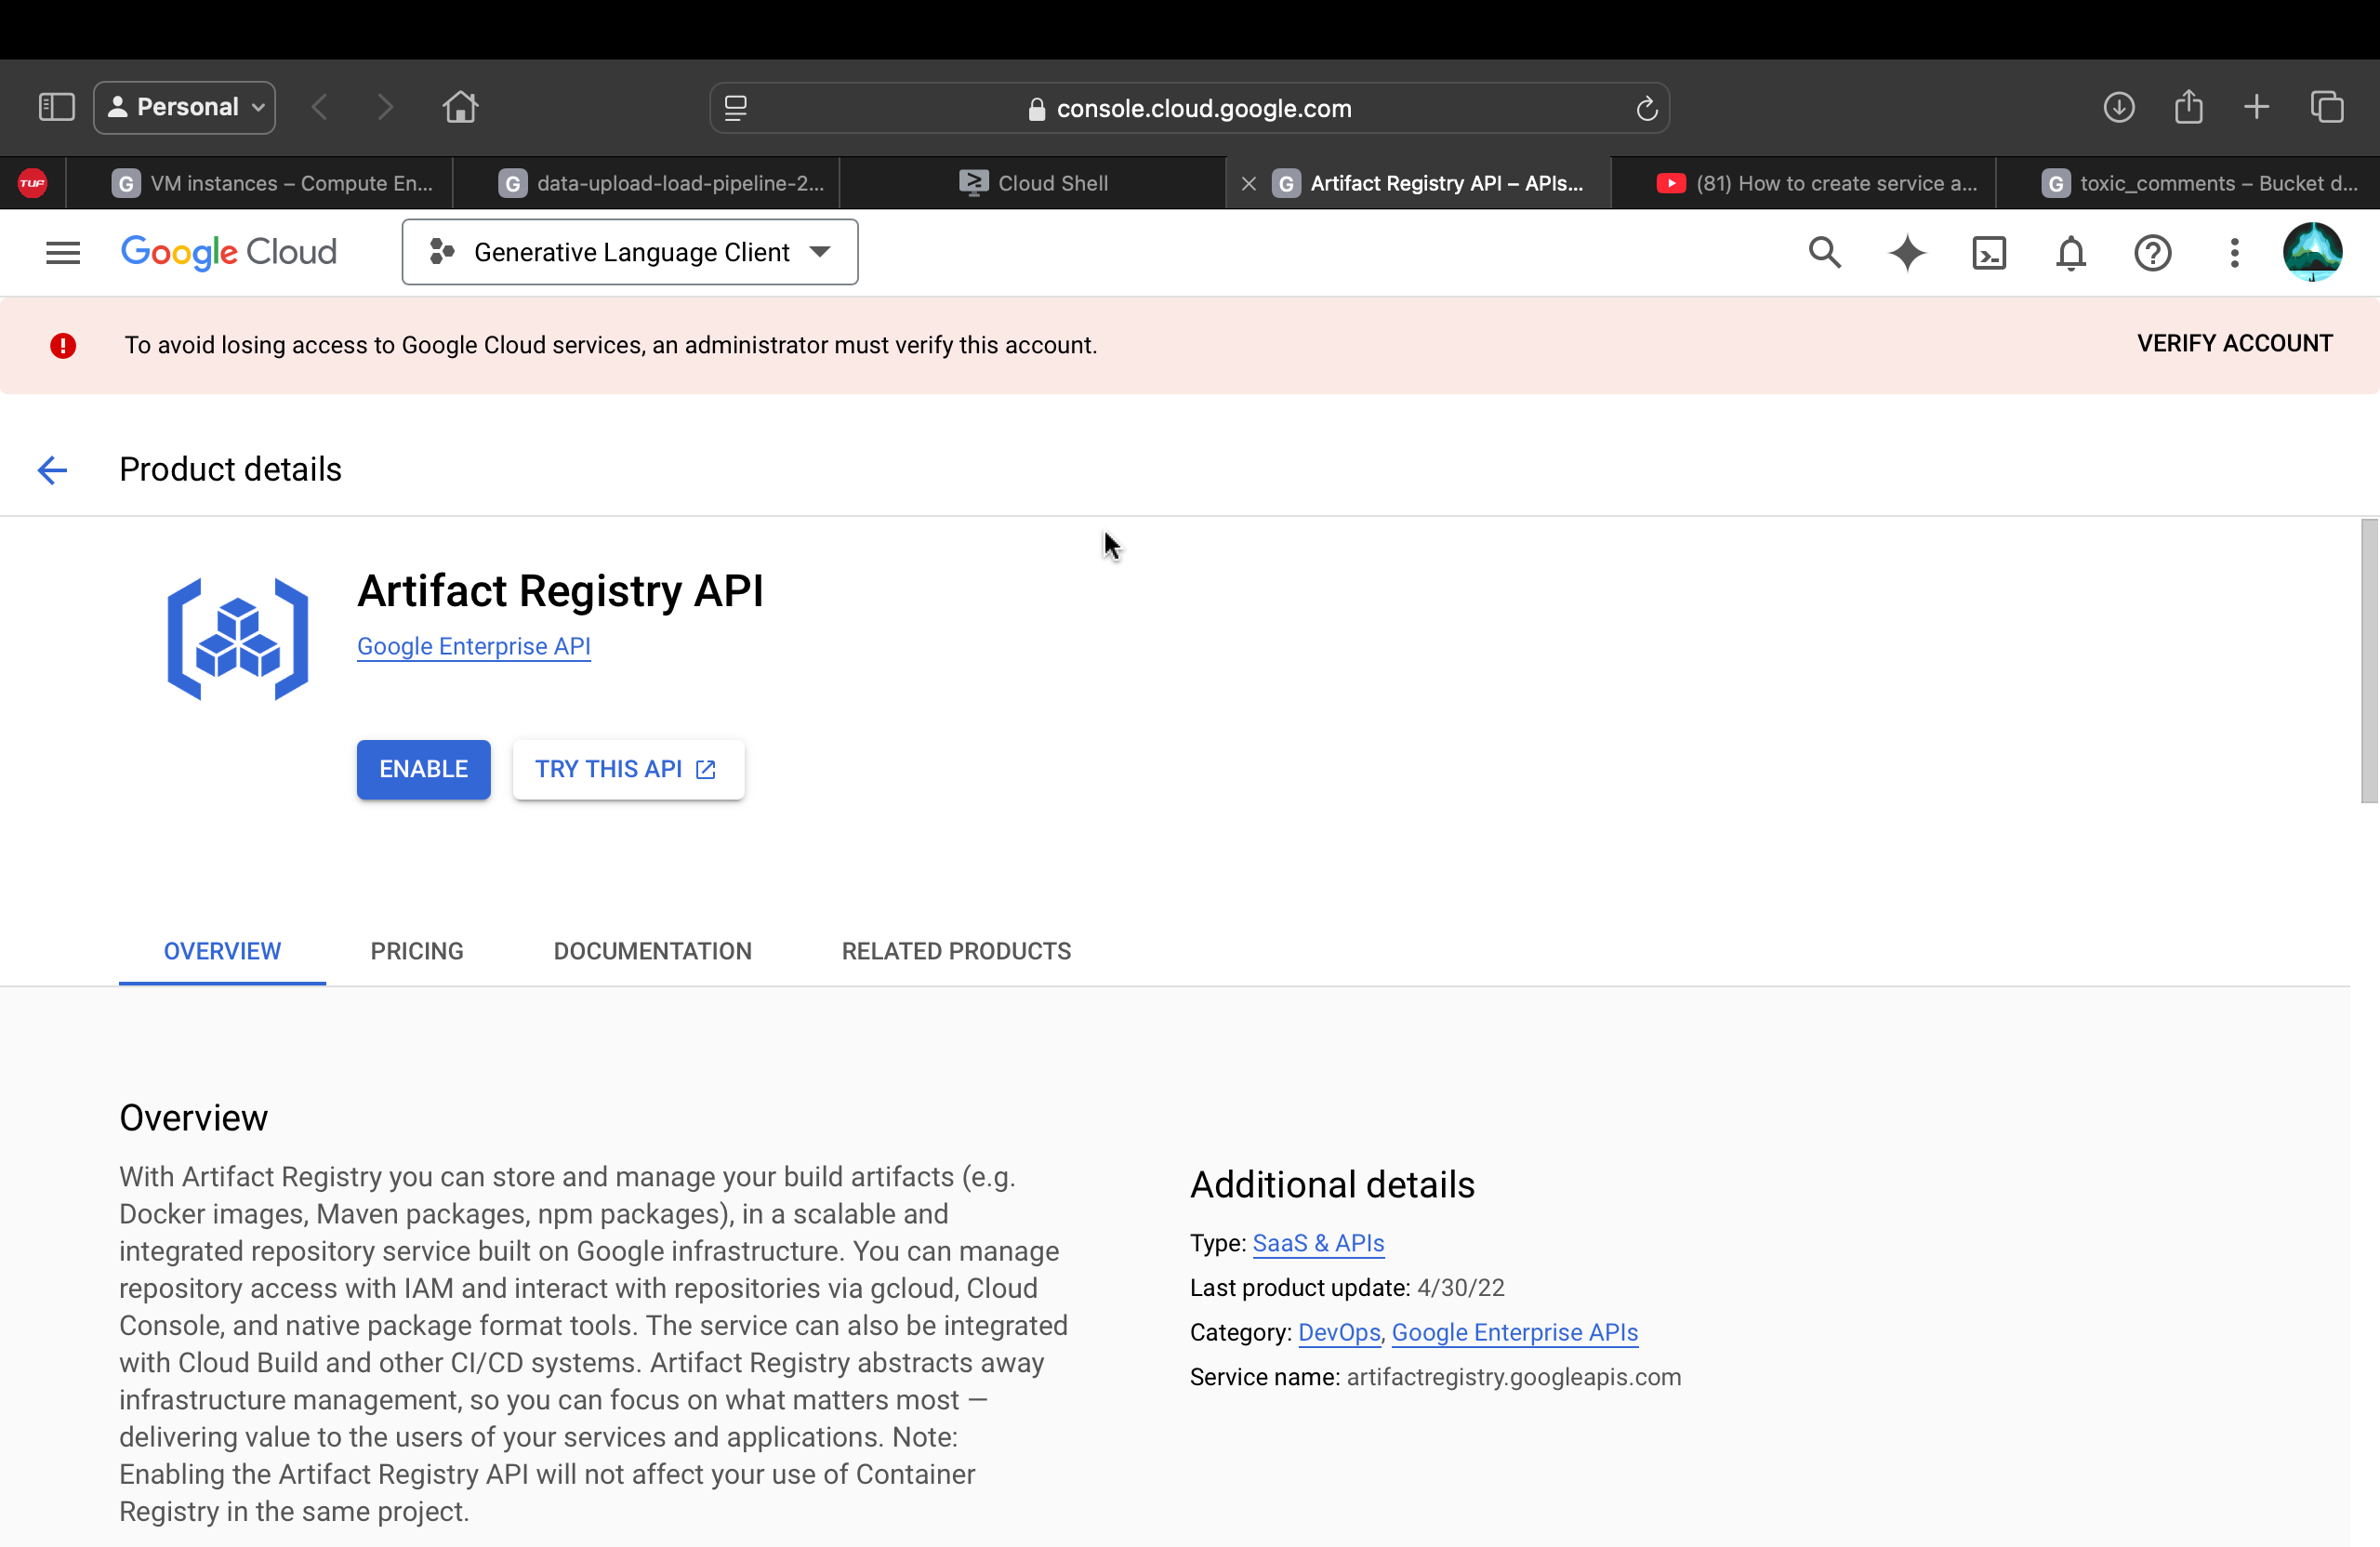 Personal
console.cloud.google.com
TUF
VM instances – Compute En...
data-upload-load-pipeline-2...
Cloud Shell
Artifact Registry API – APIs...
(81) How to create service a...
toxic_comments – Bucket d...
Google Cloud
Generative Language Client
To avoid losing access to Google Cloud services, an administrator must verify this account.
VERIFY ACCOUNT
Product details
Artifact Registry API
Google Enterprise API
ENABLE
TRY THIS API
OVERVIEW
PRICING
DOCUMENTATION
RELATED PRODUCTS
Overview
With Artifact Registry you can store and manage your build artifacts (e.g.
Docker images, Maven packages, npm packages), in a scalable and
integrated repository service built on Google infrastructure. You can manage
repository access with IAM and interact with repositories via gcloud, Cloud
Console, and native package format tools. The service can also be integrated
with Cloud Build and other CI/CD systems. Artifact Registry abstracts away
infrastructure management, so you can focus on what matters most —
delivering value to the users of your services and applications. Note:
Enabling the Artifact Registry API will not affect your use of Container
Registry in the same project.
Additional details
Type: SaaS & APIs
Last product update: 4/30/22
Category: DevOps, Google Enterprise APIs
Service name: artifactregistry.googleapis.com